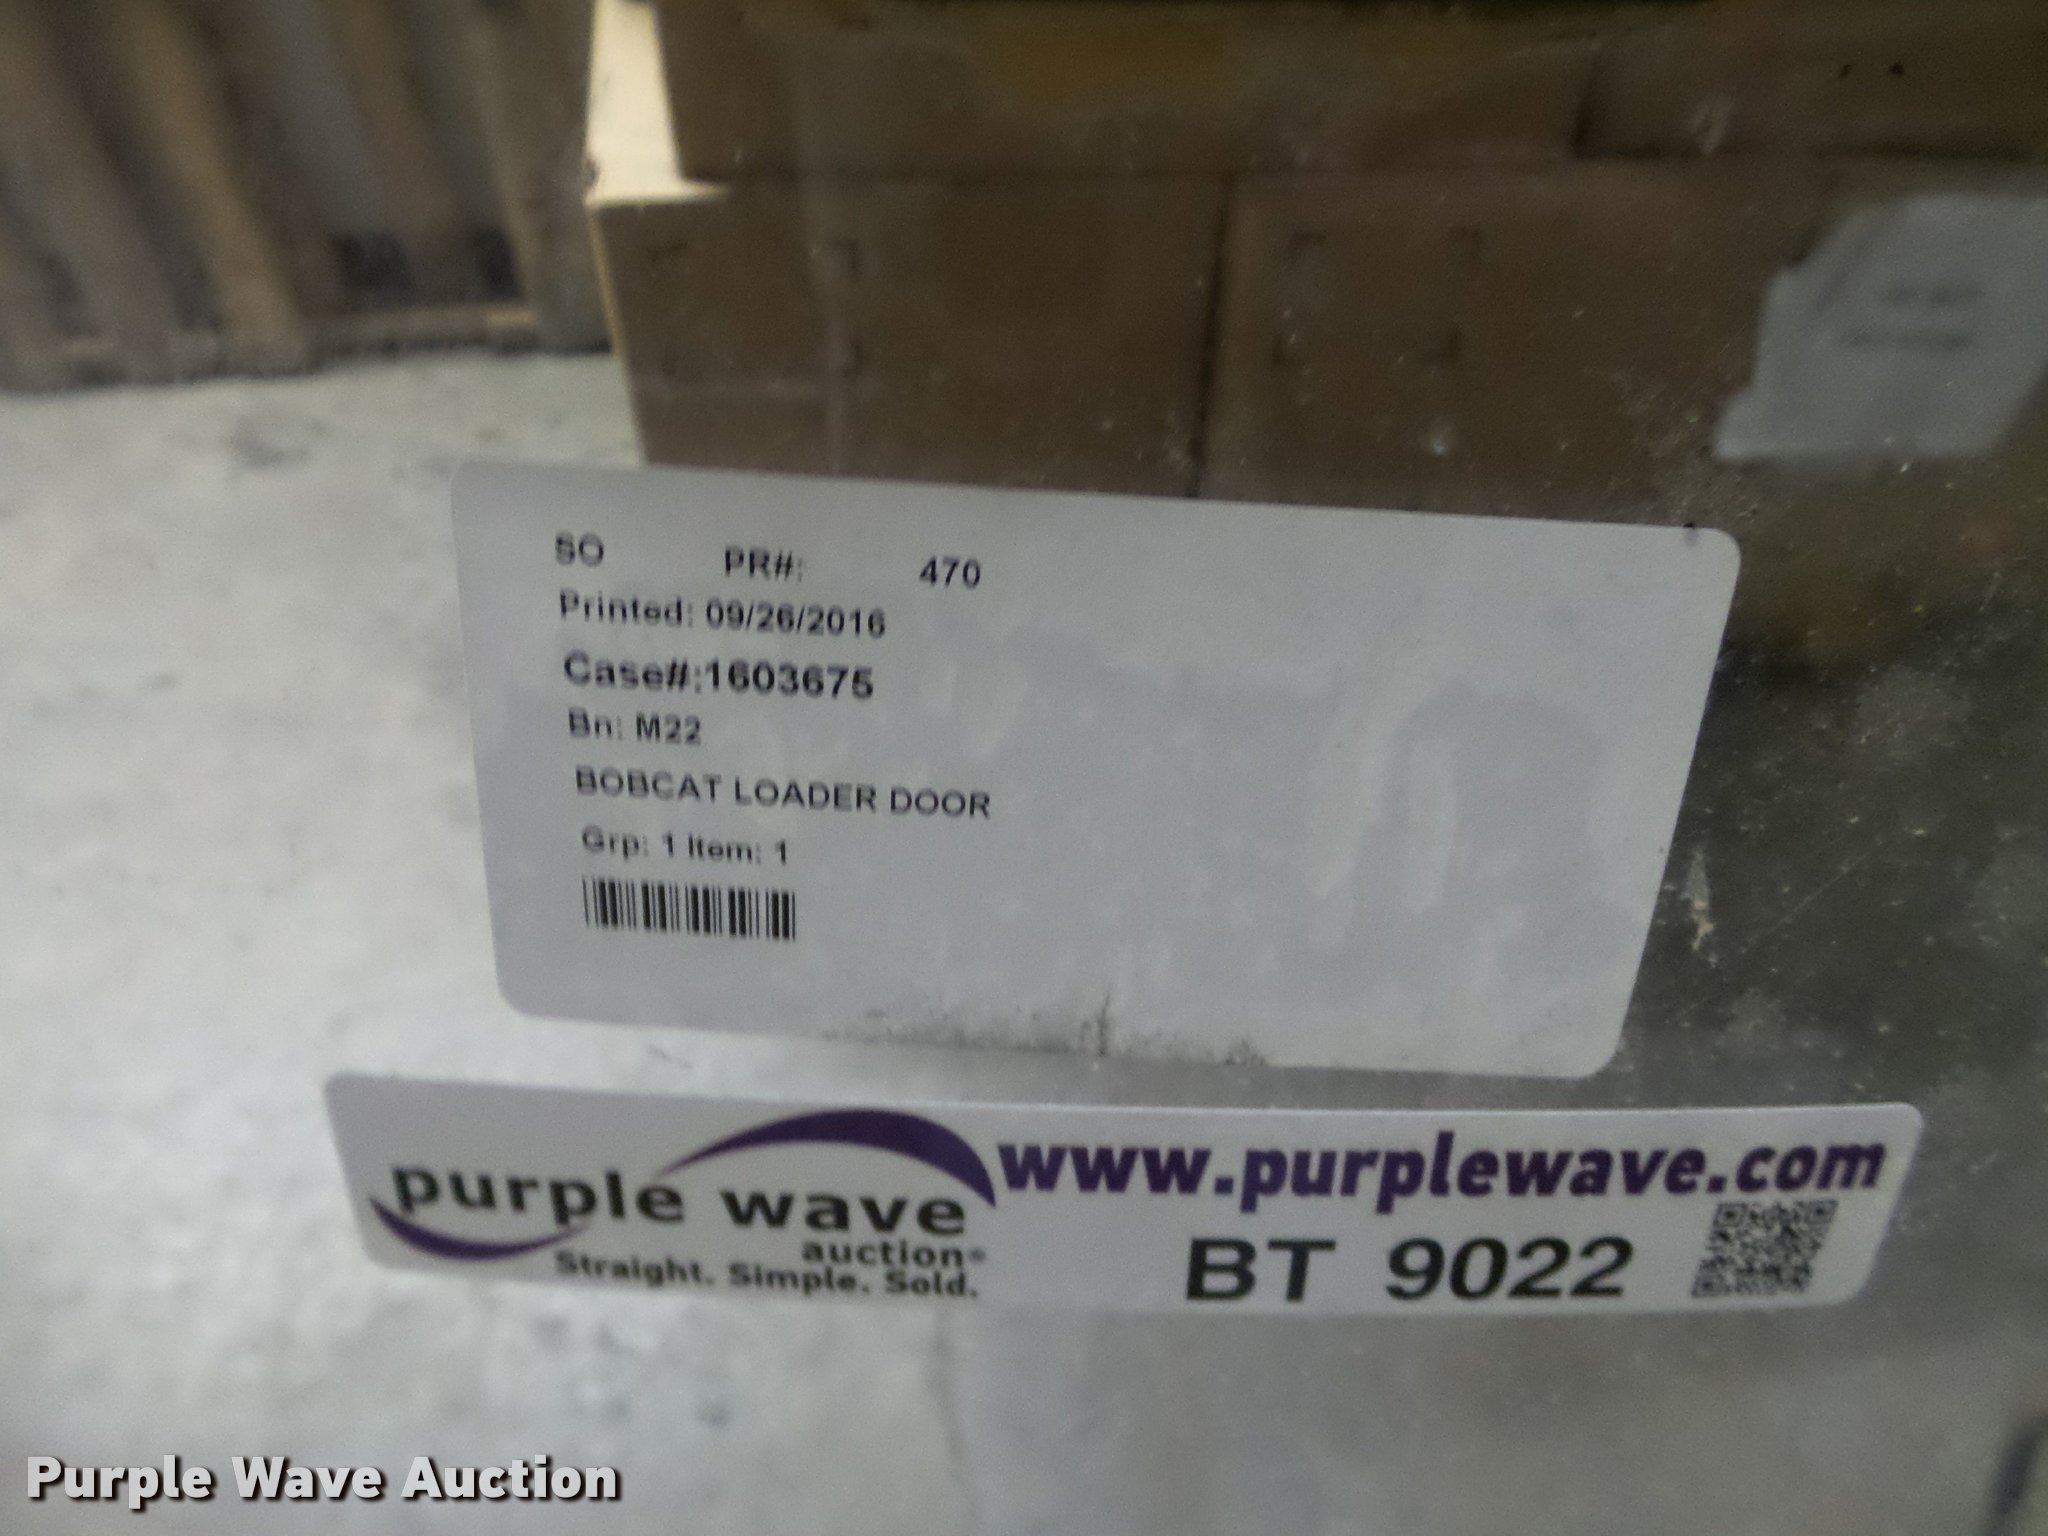 SO PR#: 470
Printed: 09/26/2016
Case#:1603675
Bn: M22
BOBCAT LOADER DOOR
Grp: 1 Item: 1
purple wave
auction®
Straight. Simple. Sold.
www.purplewave.com
BT 9022
Purple Wave Auction